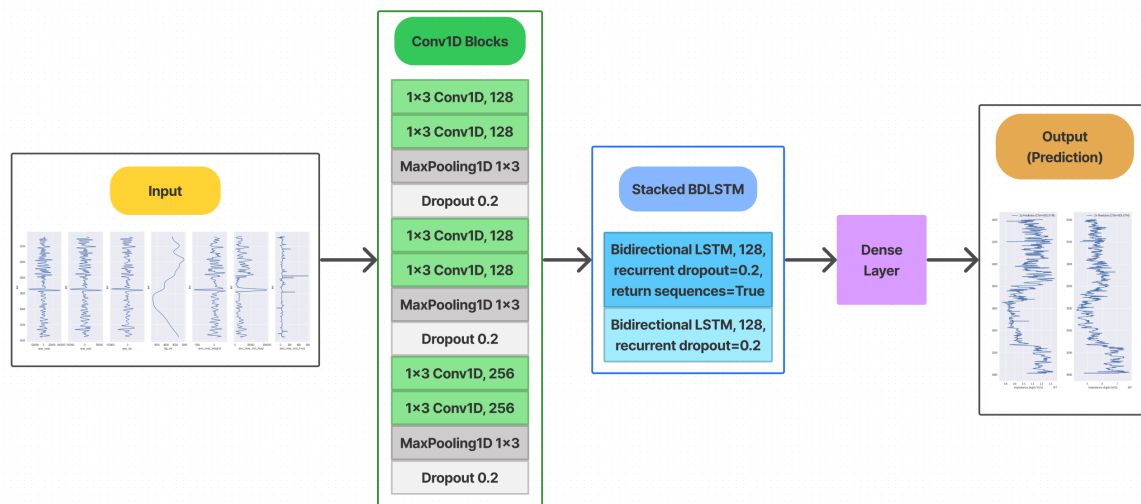 Input
Conv1D Blocks
1×3 Conv1D, 128
1×3 Conv1D, 128
MaxPooling1D 1×3
Dropout 0.2
1×3 Conv1D, 128
1×3 Conv1D, 128
MaxPooling1D 1×3
Dropout 0.2
1×3 Conv1D, 256
1×3 Conv1D, 256
MaxPooling1D 1×3
Dropout 0.2
Stacked BDLSTM
Bidirectional LSTM, 128,
recurrent dropout=0.2,
return sequences=True
Bidirectional LSTM, 128,
recurrent dropout=0.2
Dense
Layer
Output
(Prediction)